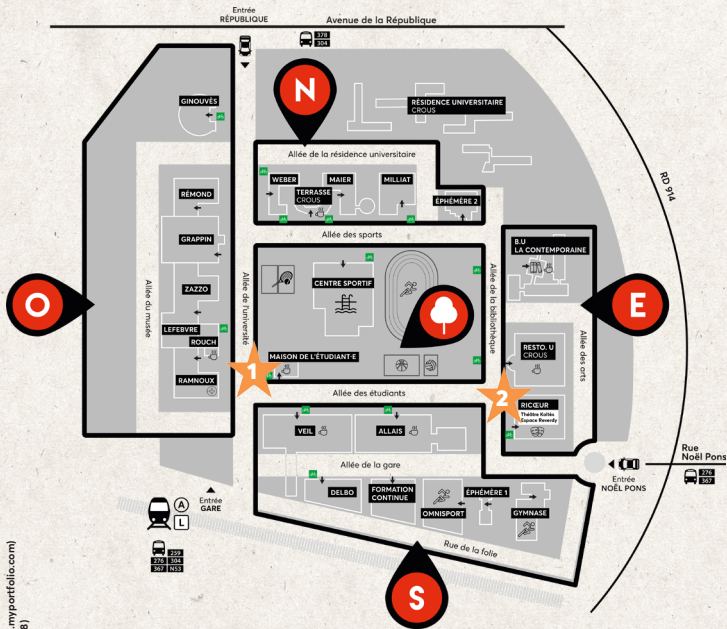 Entrée
RÉPUBLIQUE
Avenue de la République
378
304
GINOUVÈS
N
RÉSIDENCE UNIVERSITAIRE
CROUS
Allée de la résidence universitaire
RD 914
WEBER
MAIER
MILLIAT
TERRASSE
CROUS
RÉMOND
ÉPHÉMÈRE 2
Allée des sports
GRAPPIN
B.U
LA CONTEMPORAINE
Allée du musée
Allée de l'université
CENTRE SPORTIF
Allée de la bibliothèque
ZAZZO
O
E
LEFEBVRE
ROUCH
Allée des arts
RESTO. U
CROUS
MAISON DE L'ÉTUDIANT·E
1
RAMNOUX
Allée des étudiants
2
RICŒUR
Théâtre Koltès
Espace Reverdy
VEIL
ALLAIS
Rue
Noël Pons
276
367
Allée de la gare
Entrée
NOËL PONS
Entrée
GARE
DELBO
FORMATION
CONTINUE
OMNISPORT
ÉPHÉMÈRE 1
GYMNASE
A
L
Rue de la folie
259
276 304
367 N53
S
.myportfolio.com)
8)